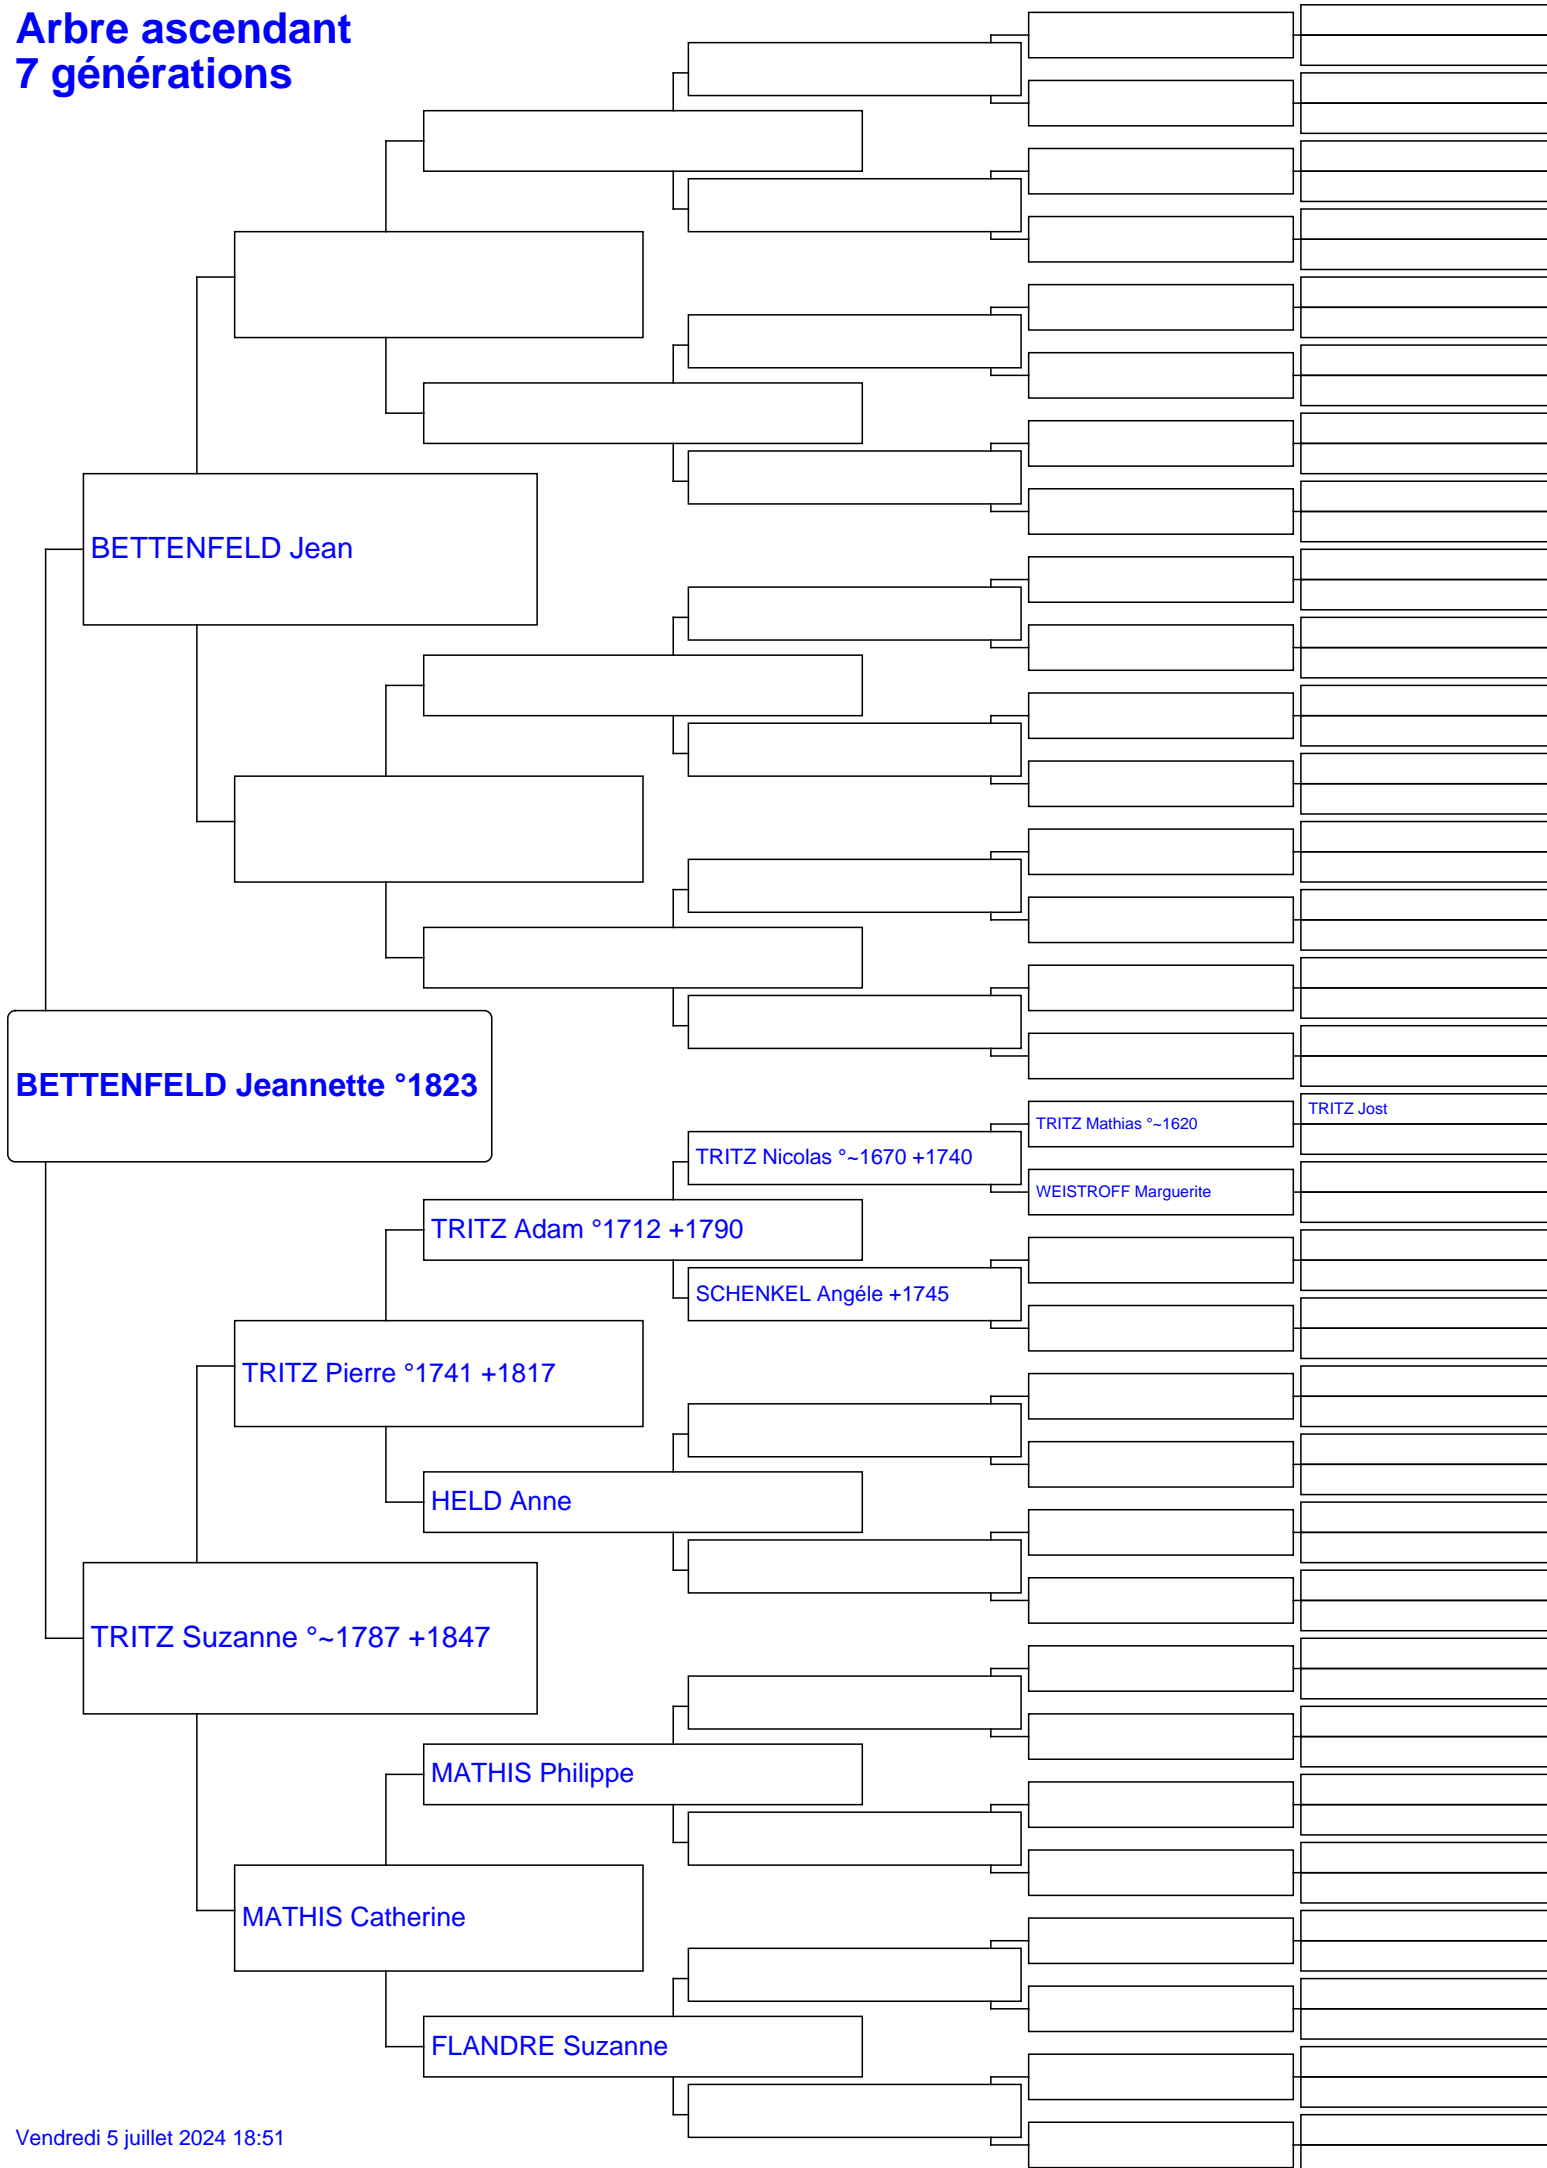 Arbre ascendant
7 générations
BETTENFELD Jean
BETTENFELD Jeannette °1823
TRITZ Mathias °~1620
TRITZ Jost
TRITZ Nicolas °~1670 +1740
WEISTROFF Marguerite
TRITZ Adam °1712 +1790
SCHENKEL Angéle +1745
TRITZ Pierre °1741 +1817
HELD Anne
TRITZ Suzanne °~1787 +1847
MATHIS Philippe
MATHIS Catherine
FLANDRE Suzanne
Vendredi 5 juillet 2024 18:51